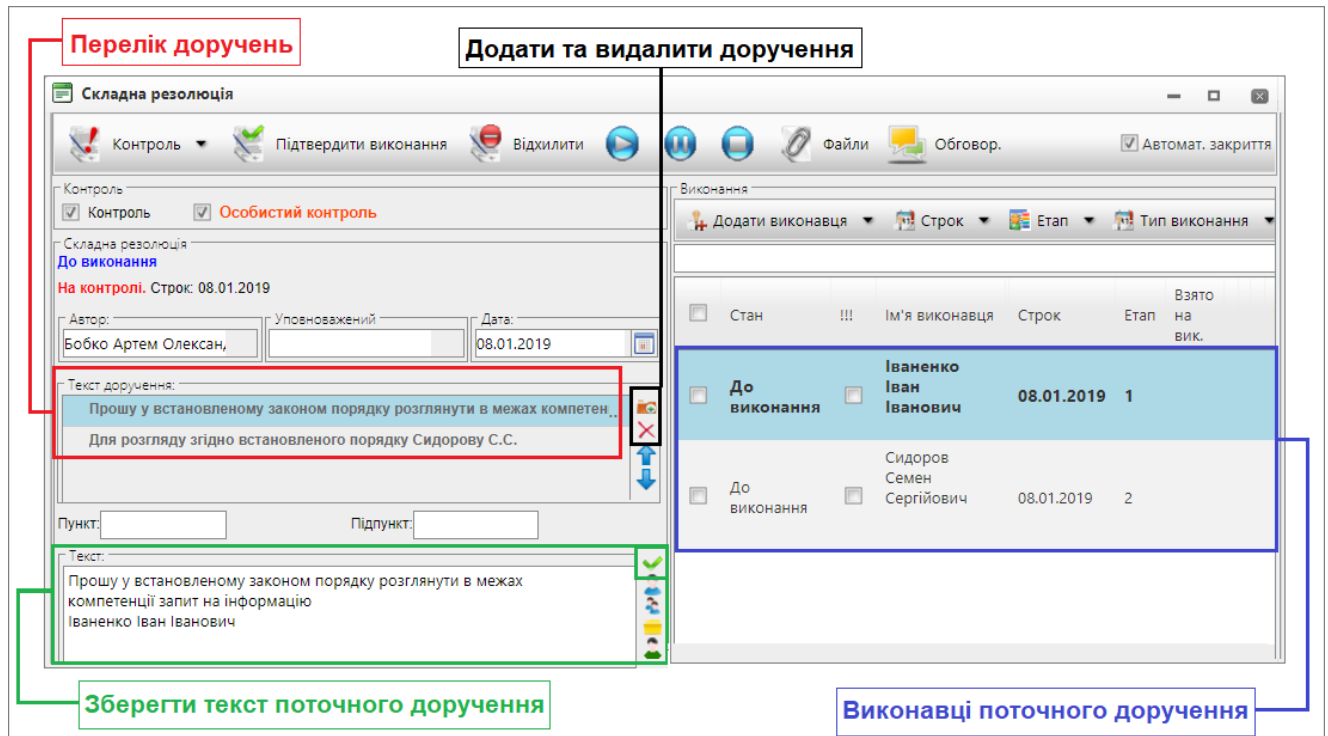 Перелік доручень
Додати та видалити доручення
Складна резолюція
Контроль
Підтвердити виконання
Відхилити
Файли
Обговор.
Автомат. закриття
Контроль
Контроль
Особистий контроль
Складна резолюція
До виконання
На контролі. Строк: 08.01.2019
Автор:
Уповноважений
Дата:
Бобко Артем Олексан
08.01.2019
Текст доручення:
Прошу у встановленому законом порядку розглянути в межах компетен..
Для розгляду згідно встановленого порядку Сидорову С.С.
Пункт:
Підпункт:
Текст:
Прошу у встановленому законом порядку розглянути в межах
компетенції запит на інформацію
Іваненко Іван Іванович
Виконання
Додати виконавця
Строк
Етап
Тип виконання
Стан
!!!
Ім'я виконавця
Строк
Етап
Взято
на
вик.
До
виконання
Іваненко
Іван
Іванович
08.01.2019
1
До
виконання
Сидоров
Семен
Сергійович
08.01.2019
2
Зберегти текст поточного доручення
Виконавці поточного доручення